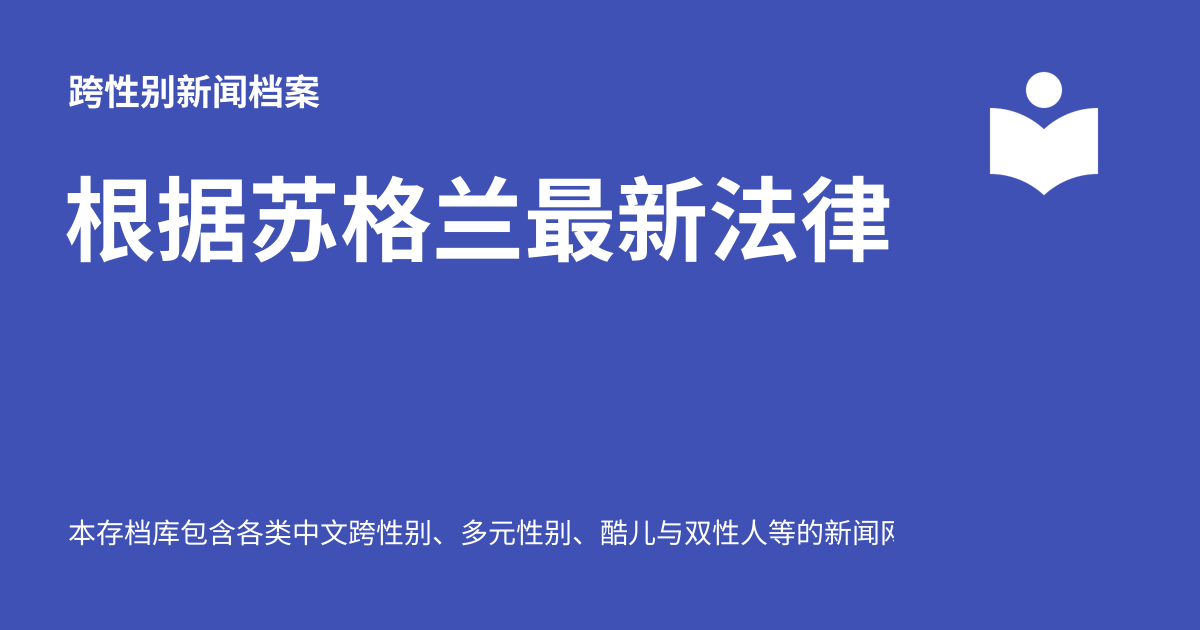 跨性别新闻档案
根据苏格兰最新法律
本存档库包含各类中文跨性别、多元性别、酷儿与双性人等的新闻